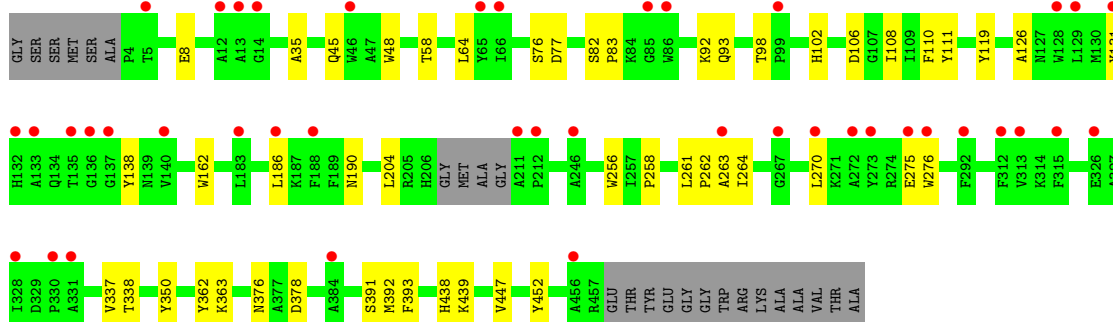 GLY SER SER MET SER ALA P4 T5 E8 A12 A13 G14 A35 Q45 W46 A47 W48 T58 L64 Y65 I66 S76 D77 S82 P83 K84 G85 W86 K92 Q93 T98 P99 H102 D106 G107 I108 I109 F110 Y111 Y119 A126 N127 W128 L129 M130
H132 A133 Q134 T135 G136 G137 Y138 N139 V140 W162 L183 L186 K187 F188 F189 N190 L204 R205 H206 GLY MET ALA GLY A211 P212 A246 W256 I257 P258 L261 P262 A263 I264 G267 L270 K271 A272 Y273 R274 E275 W276 F292 F312 V313 K314 F315 E326
I328 D329 P330 A331 V337 T338 Y350 Y362 K363 N376 A377 D378 A384 S391 M392 F393 H438 K439 V447 Y452 A456 R457 GLU THR TYR GLU GLY GLY TRP ARG LYS ALA ALA VAL THR ALA